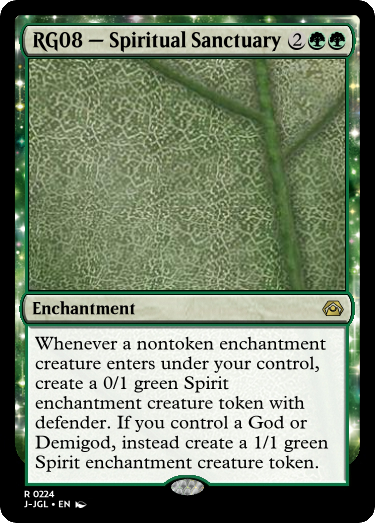 RG08 — Spiritual Sanctuary 2
Enchantment
Whenever a nontoken enchantment
creature enters under your control,
create a 0/1 green Spirit
enchantment creature token with
defender. If you control a God or
Demigod, instead create a 1/1 green
Spirit enchantment creature token.
R 0224
J-JGL • EN